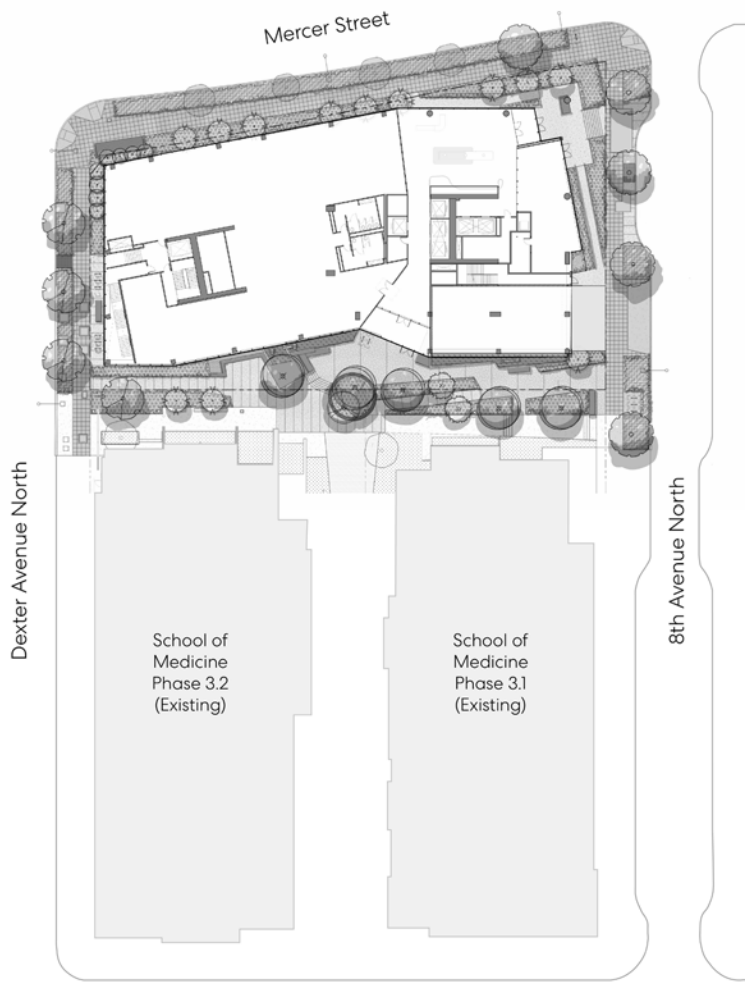 Mercer Street
Dexter Avenue North
8th Avenue North
School of
Medicine
Phase 3.2
(Existing)
School of
Medicine
Phase 3.1
(Existing)